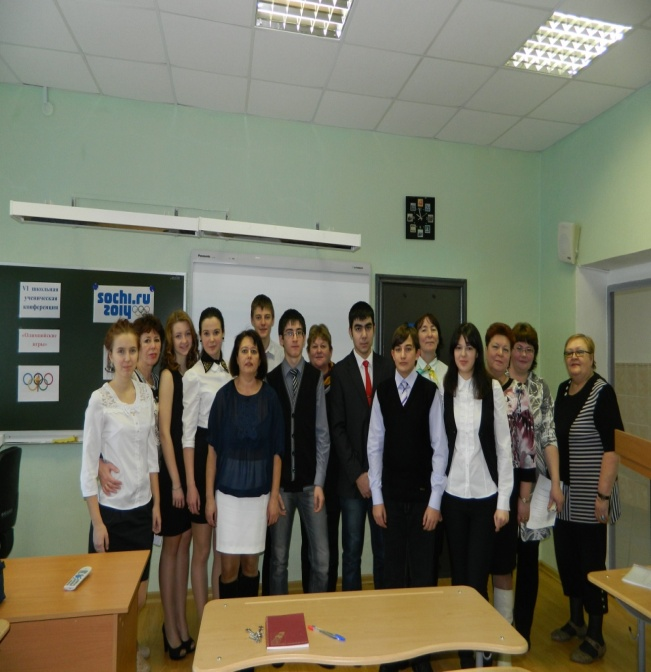 VI школьная
ученическая
конференция
sochi.ru
2014
«Олимпийские
игры»
Panasonic